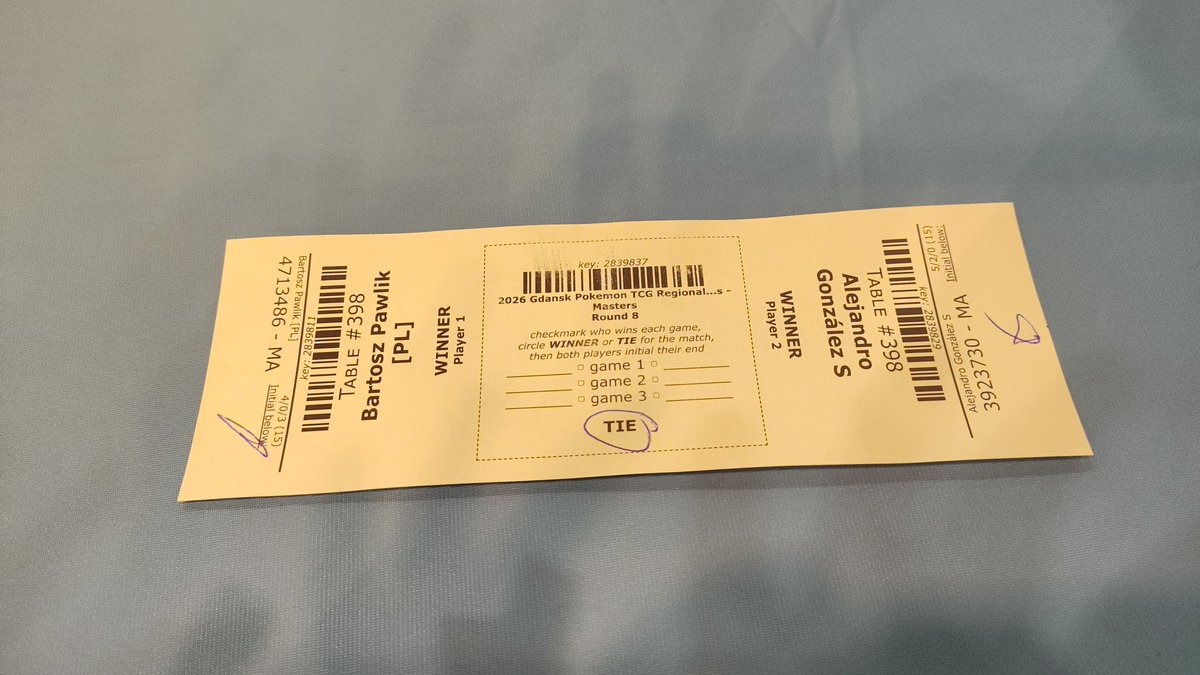 Bartosz Pawlik [PL]
4/0/3 (15)
4713486 - MA
Initial below:
key: 2839811
TABLE #398
Bartosz Pawlik
[PL]
WINNER
Player 1
key: 2839837
2026 Gdansk Pokemon TCG Regional...s -
Masters
Round 8
checkmark who wins each game,
circle WINNER or TIE for the match,
then both players initial their end
game 1
game 2
game 3
TIE
WINNER
Player 2
Alejandro
González S
TABLE #398
key: 2839829
Alejandro González S
5/2/0 (15)
3923730 - MA
Initial below: